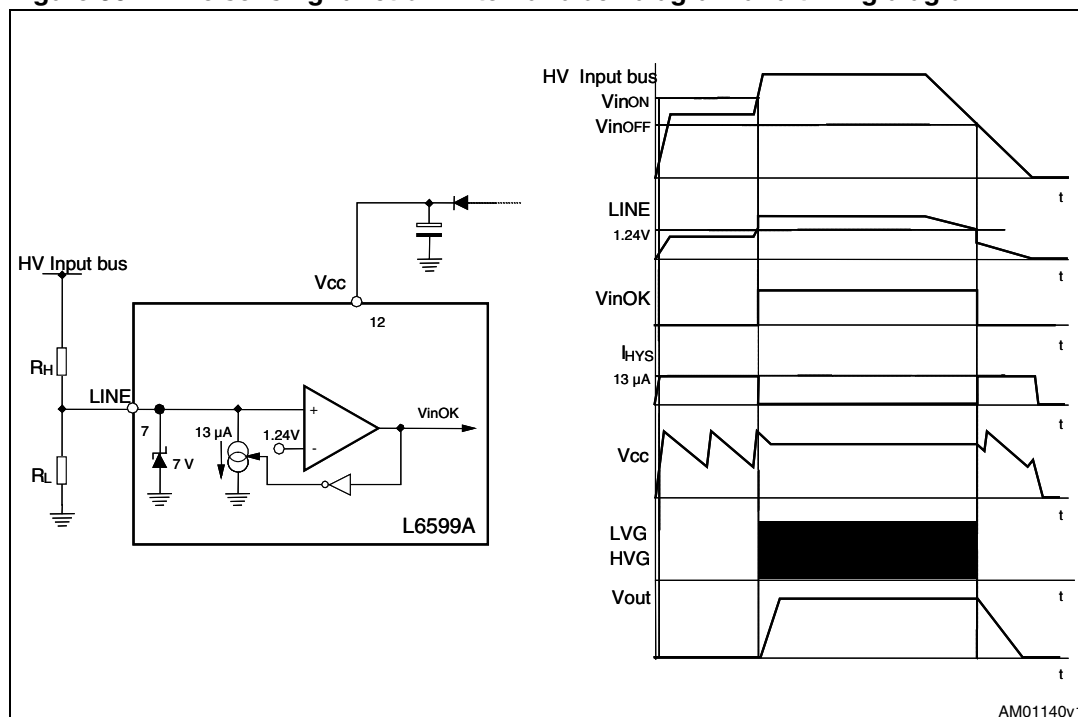 HV Input bus
VinON
VinOFF
t
LINE
1.24V
t
VinOK
t
IHYS
13 µA
t
Vcc
t
LVG
HVG
t
Vout
t
HV Input bus
Vcc
12
RH
LINE
7
13 µA
1.24V
+
-
VinOK
7 V
RL
L6599A
AM01140v1